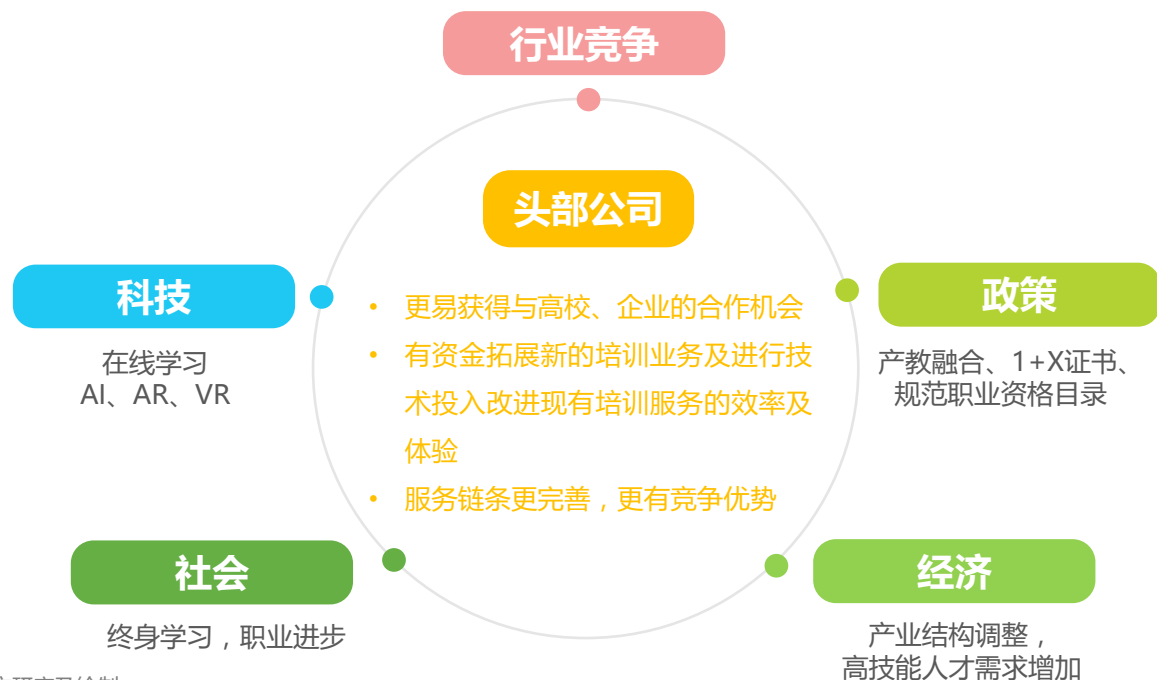 行业竞争
头部公司
• 更易获得与高校、企业的合作机会
• 有资金拓展新的培训业务及进行技
术投入改进现有培训服务的效率及
体验
• 服务链条更完善，更有竞争优势
科技
在线学习
AI、AR、VR
政策
产教融合、1+X证书、
规范职业资格目录
社会
终身学习，职业进步
经济
产业结构调整，
高技能人才需求增加